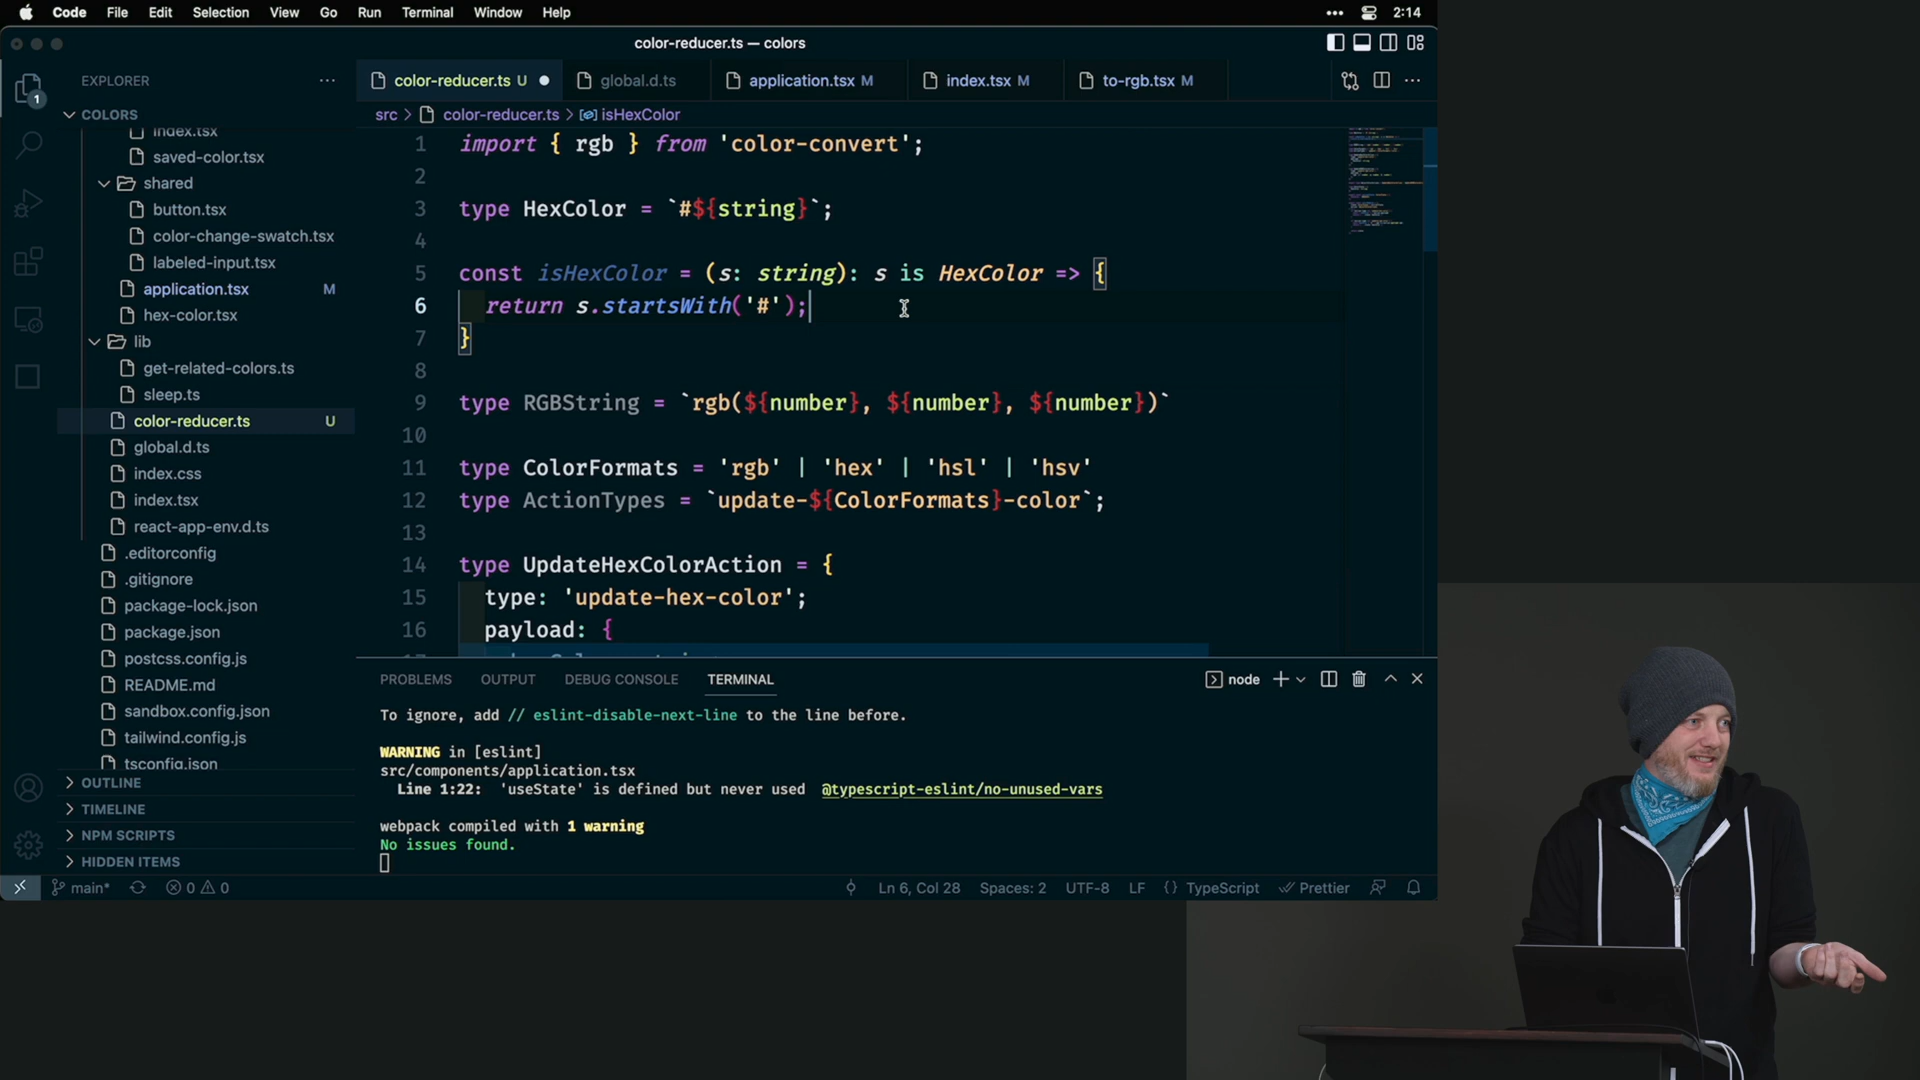 Code File Edit Selection View Go Run Terminal Window Help 2:14
color-reducer.ts — colors
EXPLORER
color-reducer.ts U global.d.ts application.tsx M index.tsx M to-rgb.tsx M
1
COLORS
src > color-reducer.ts > isHexColor
index.tsx
saved-color.tsx
shared
button.tsx
color-change-swatch.tsx
labeled-input.tsx
application.tsx M
hex-color.tsx
lib
get-related-colors.ts
sleep.ts
color-reducer.ts U
global.d.ts
index.css
index.tsx
react-app-env.d.ts
.editorconfig
.gitignore
package-lock.json
package.json
postcss.config.js
README.md
sandbox.config.json
tailwind.config.js
tsconfig.json
OUTLINE
TIMELINE
NPM SCRIPTS
HIDDEN ITEMS
1 import { rgb } from 'color-convert';
2
3 type HexColor = `#${string}`;
4
5 const isHexColor = (s: string): s is HexColor => {
6 return s.startsWith('#');
7 }
8
9 type RGBString = `rgb(${number}, ${number}, ${number})`
10
11 type ColorFormats = 'rgb' | 'hex' | 'hsl' | 'hsv'
12 type ActionTypes = `update-${ColorFormats}-color`;
13
14 type UpdateHexColorAction = {
15 type: 'update-hex-color';
16 payload: {
PROBLEMS OUTPUT DEBUG CONSOLE TERMINAL node
To ignore, add // eslint-disable-next-line to the line before.
WARNING in [eslint]
src/components/application.tsx
Line 1:22: 'useState' is defined but never used @typescript-eslint/no-unused-vars
webpack compiled with 1 warning
No issues found.
main* 0 0 Ln 6, Col 28 Spaces: 2 UTF-8 LF {} TypeScript Prettier